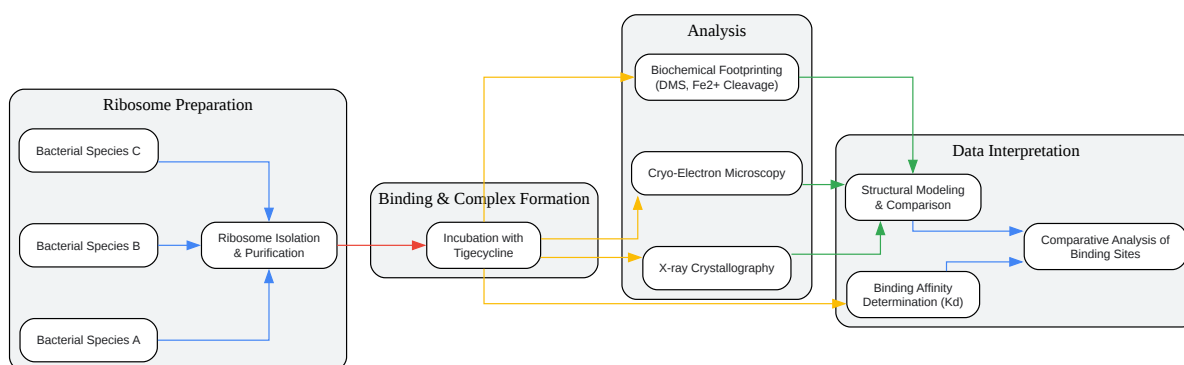 Ribosome Preparation
Bacterial Species C
Bacterial Species B
Bacterial Species A
Ribosome Isolation
& Purification
Binding & Complex Formation
Incubation with
Tigecycline
Analysis
Biochemical Footprinting
(DMS, Fe2+ Cleavage)
Cryo-Electron Microscopy
X-ray Crystallography
Data Interpretation
Structural Modeling
& Comparison
Binding Affinity
Determination (Kd)
Comparative Analysis of
Binding Sites